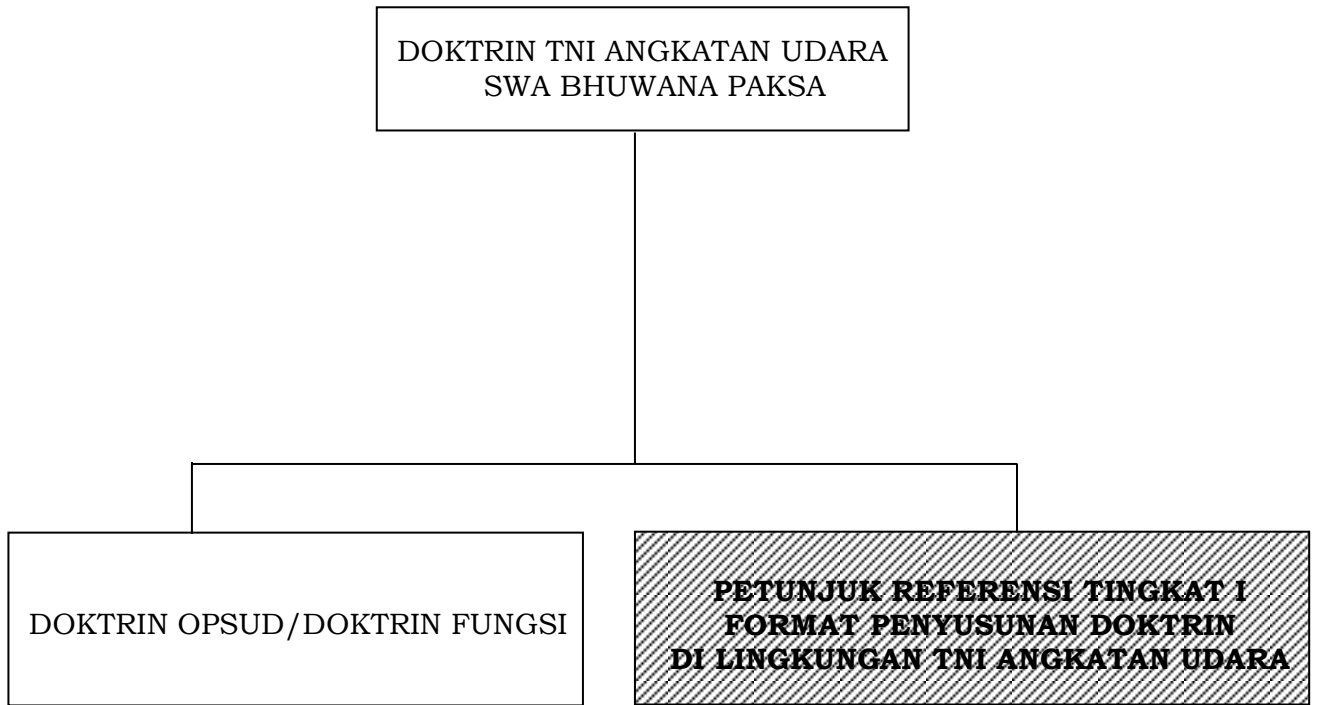 DOKTRIN TNI ANGKATAN UDARA
SWA BHUWANA PAKSA
DOKTRIN OPSUD/DOKTRIN FUNGSI
PETUNJUK REFERENSI TINGKAT I
FORMAT PENYUSUNAN DOKTRIN
DI LINGKUNGAN TNI ANGKATAN UDARA